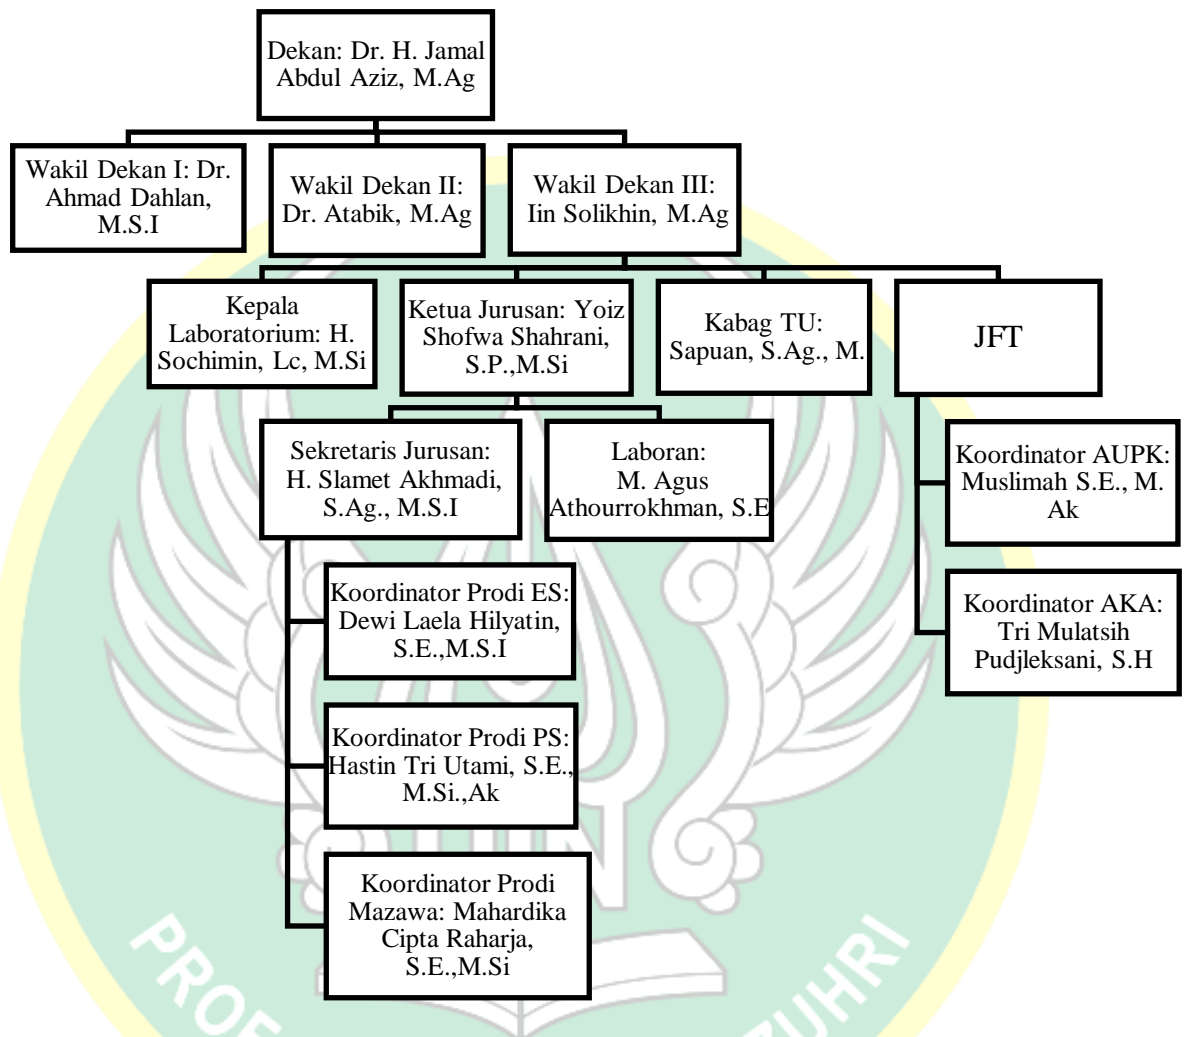 Dekan: Dr. H. Jamal
Abdul Aziz, M.Ag
Wakil Dekan I: Dr.
Ahmad Dahlan,
M.S.I
Wakil Dekan II:
Dr. Atabik, M.Ag
Wakil Dekan III:
Iin Solikhin, M.Ag
Kepala
Laboratorium: H.
Sochimin, Lc, M.Si
Ketua Jurusan: Yoiz
Shofwa Shahrani,
S.P.,M.Si
Kabag TU:
Sapuan, S.Ag., M.
JFT
Sekretaris Jurusan:
H. Slamet Akhmadi,
S.Ag., M.S.I
Laboran:
M. Agus
Athourrokhman, S.E
Koordinator AUPK:
Muslimah S.E., M.
Ak
Koordinator Prodi ES:
Dewi Laela Hilyatin,
S.E.,M.S.I
Koordinator AKA:
Tri Mulatsih
Pudjleksani, S.H
Koordinator Prodi PS:
Hastin Tri Utami, S.E.,
M.Si.,Ak
Koordinator Prodi
Mazawa: Mahardika
Cipta Raharja,
S.E.,M.Si